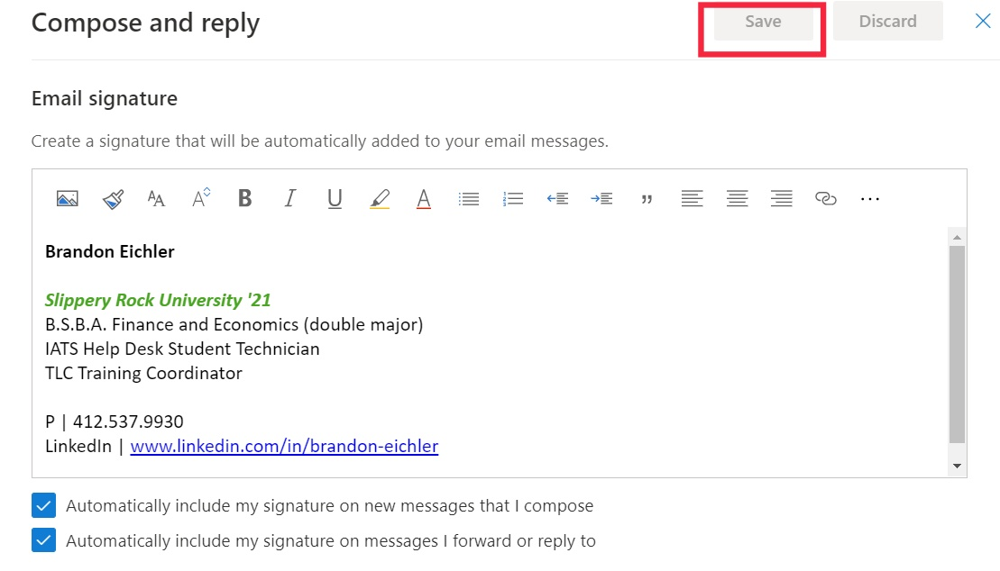 Compose and reply
Save
Discard
Email signature
Create a signature that will be automatically added to your email messages.
Brandon Eichler
Slippery Rock University '21
B.S.B.A. Finance and Economics (double major)
IATS Help Desk Student Technician
TLC Training Coordinator
P | 412.537.9930
LinkedIn | www.linkedin.com/in/brandon-eichler
Automatically include my signature on new messages that I compose
Automatically include my signature on messages I forward or reply to